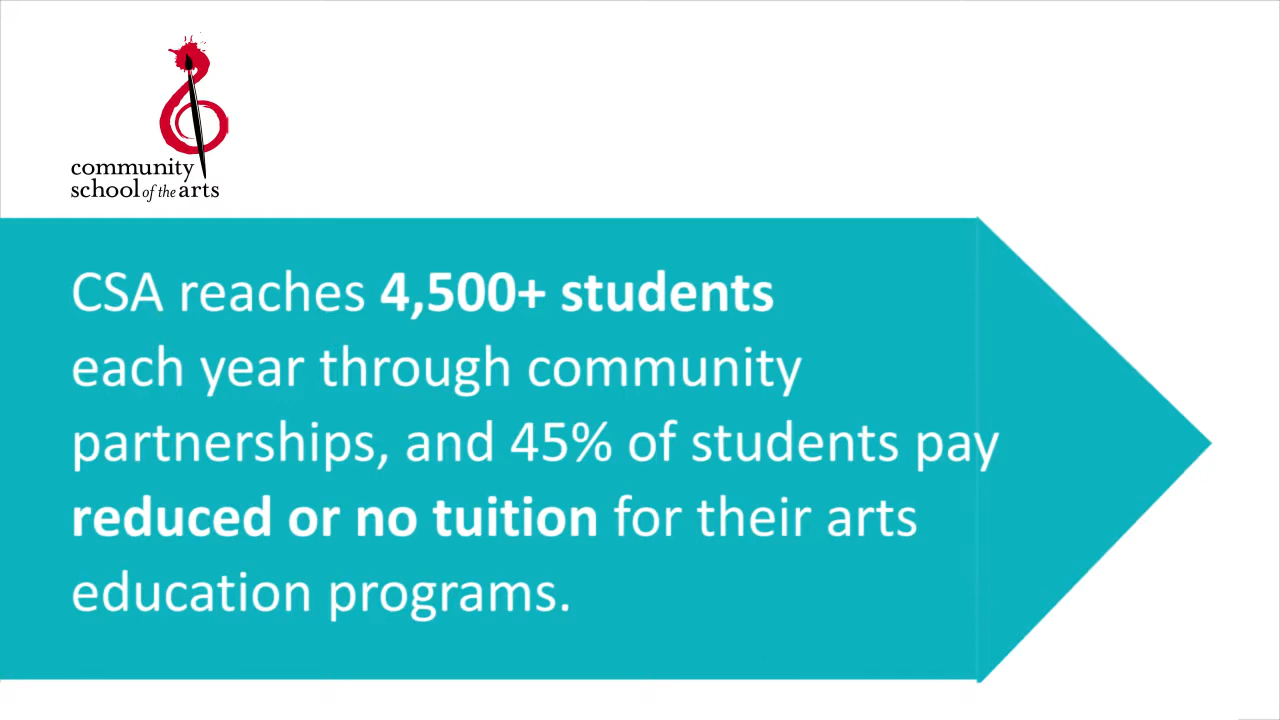 community
school of the arts
CSA reaches 4,500+ students
each year through community
partnerships, and 45% of students pay
reduced or no tuition for their arts
education programs.